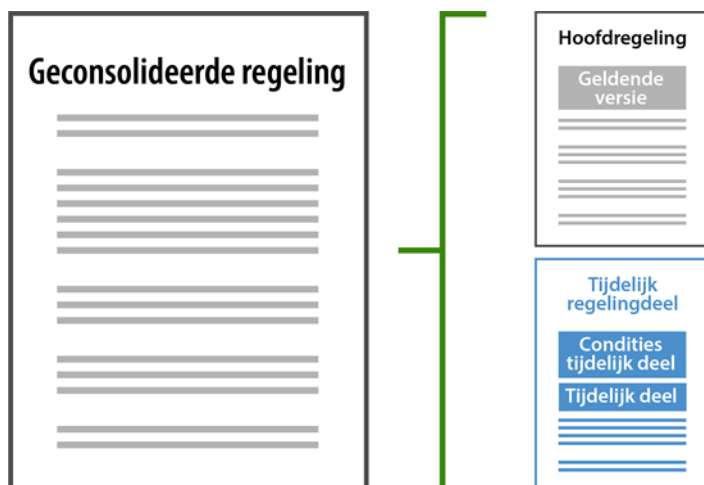 Geconsolideerde regeling
Hoofdregeling
Geldende
versie
Tijdelijk
regelingdeel
Condities
tijdelijk deel
Tijdelijk deel